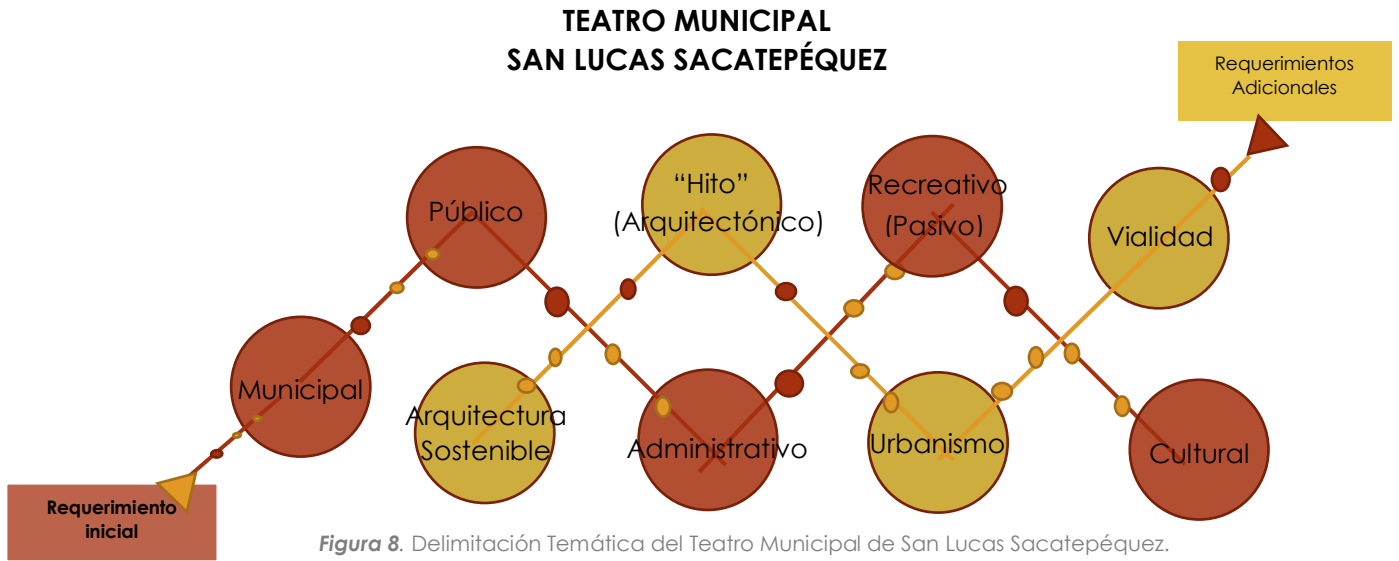 TEATRO MUNICIPAL
SAN LUCAS SACATEPÉQUEZ
Requerimientos
Adicionales
Público
“Hito”
(Arquitectónico)
Recreativo
(Pasivo)
Vialidad
Municipal
Arquitectura
Sostenible
Administrativo
Urbanismo
Cultural
Requerimiento
inicial
Figura 8. Delimitación Temática del Teatro Municipal de San Lucas Sacatepéquez.